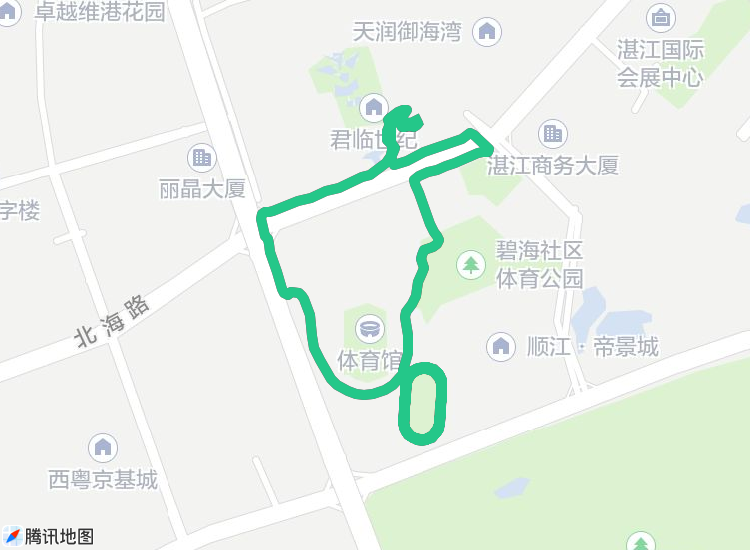 卓越维港花园
天润御海湾
湛江国际
会展中心
君临世纪
丽晶大厦
湛江商务大厦
字楼
碧海社区
体育公园
北海路
体育馆
顺江·帝景城
西粤京基城
腾讯地图